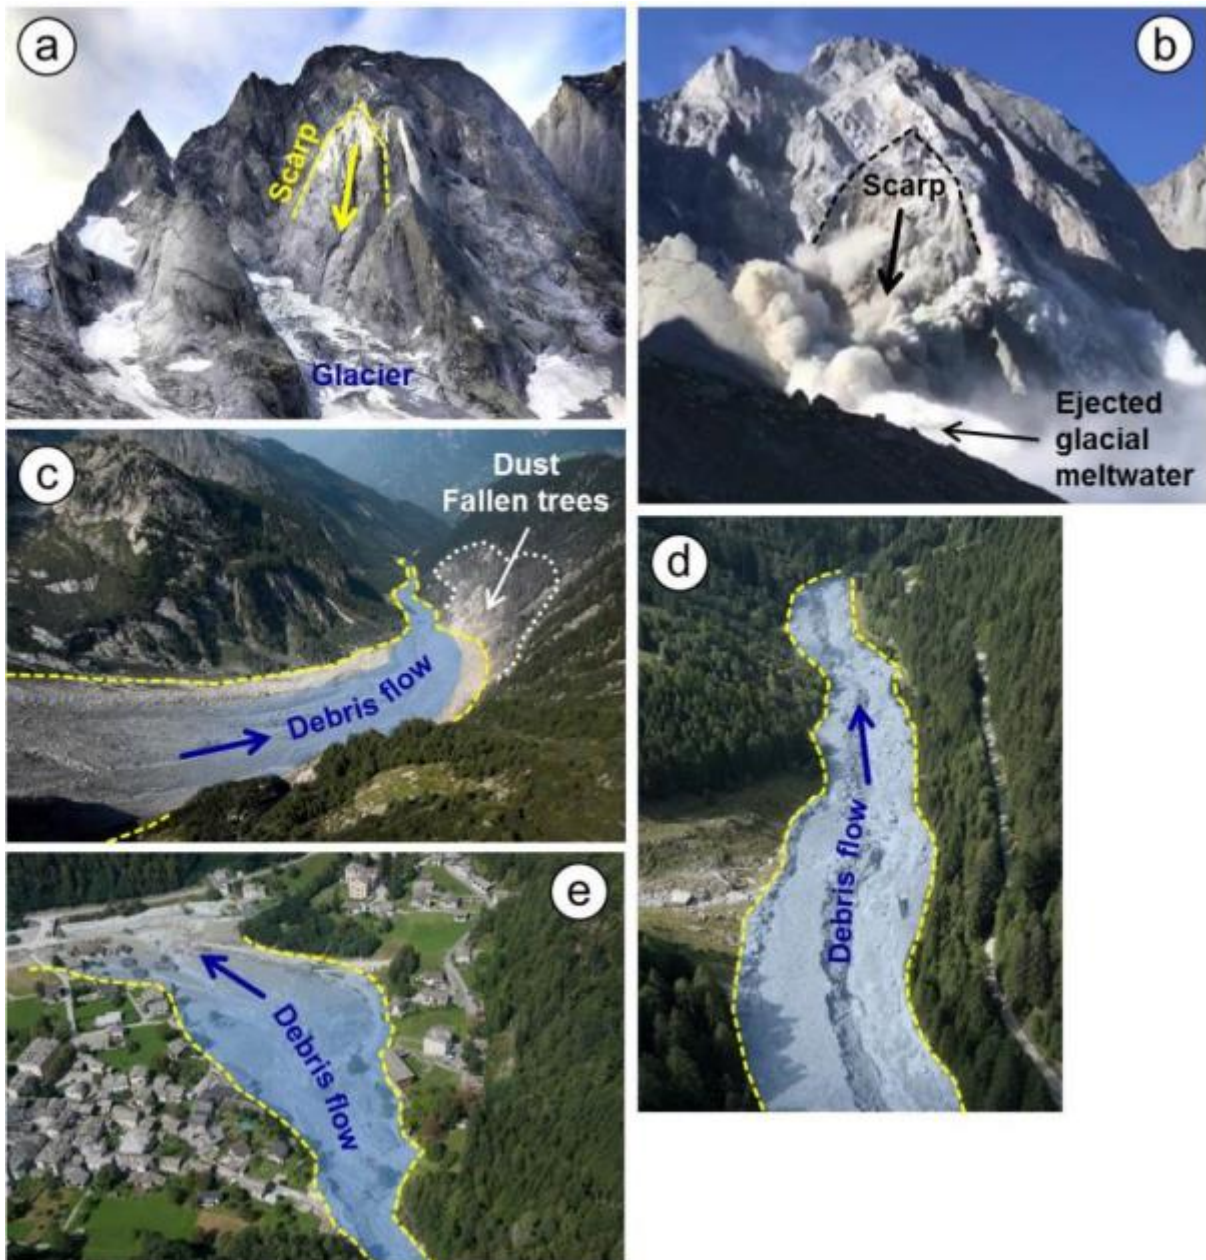 a
Scarp
Glacier
b
Scarp
Ejected
glacial
meltwater
c
Dust
Fallen trees
Debris flow
d
Debris flow
e
Debris flow